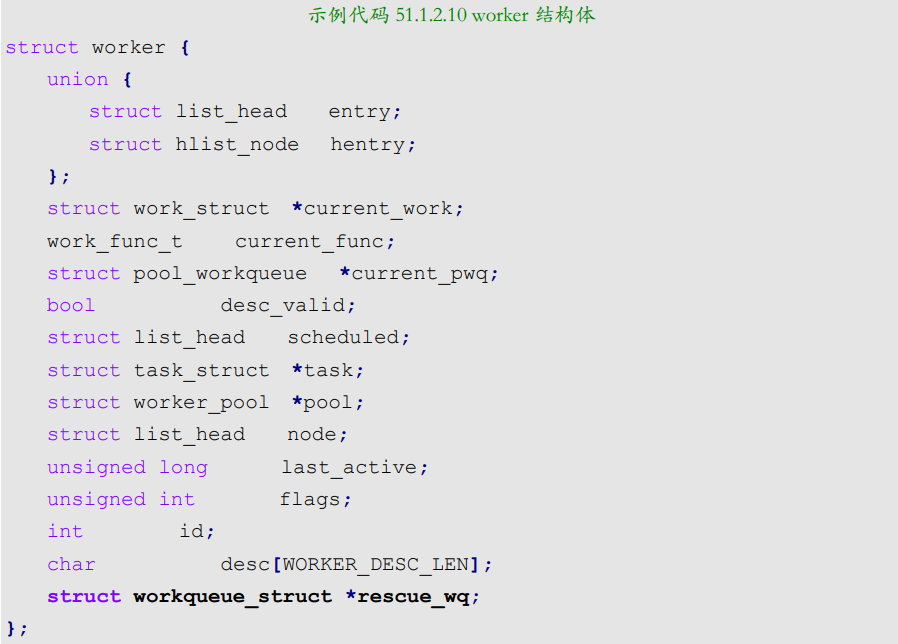 示例代码 51.1.2.10 worker 结构体
struct worker {
union {
struct list_head entry;
struct hlist_node hentry;
};
struct work_struct *current_work;
work_func_t current_func;
struct pool_workqueue *current_pwq;
bool desc_valid;
struct list_head scheduled;
struct task_struct *task;
struct worker_pool *pool;
struct list_head node;
unsigned long last_active;
unsigned int flags;
int id;
char desc[WORKER_DESC_LEN];
struct workqueue_struct *rescue_wq;
};